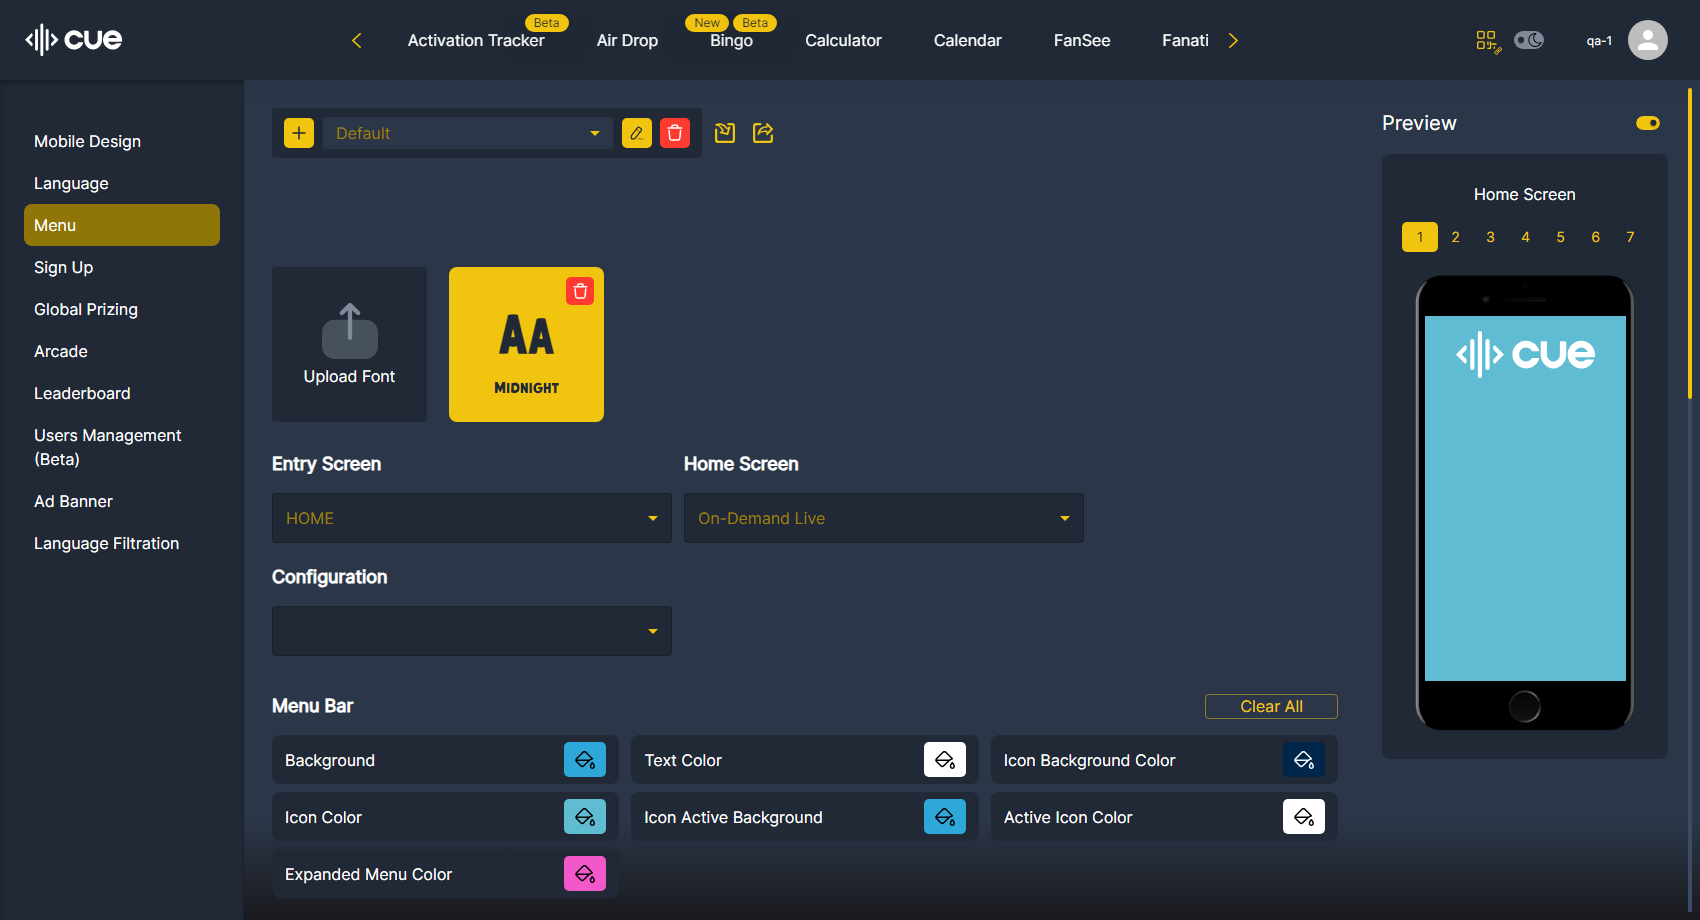 cue
Activation Tracker
Beta
Air Drop
New
Beta
Bingo
Calculator
Calendar
FanSee
Fanati
qa-1
Mobile Design
Language
Menu
Sign Up
Global Prizing
Arcade
Leaderboard
Users Management
(Beta)
Ad Banner
Language Filtration
Default
Upload Font
AA
MIDNIGHT
Entry Screen
Home Screen
HOME
On-Demand Live
Configuration
Menu Bar
Clear All
Background
Text Color
Icon Background Color
Icon Color
Icon Active Background
Active Icon Color
Expanded Menu Color
Preview
Home Screen
1 2 3 4 5 6 7
cue